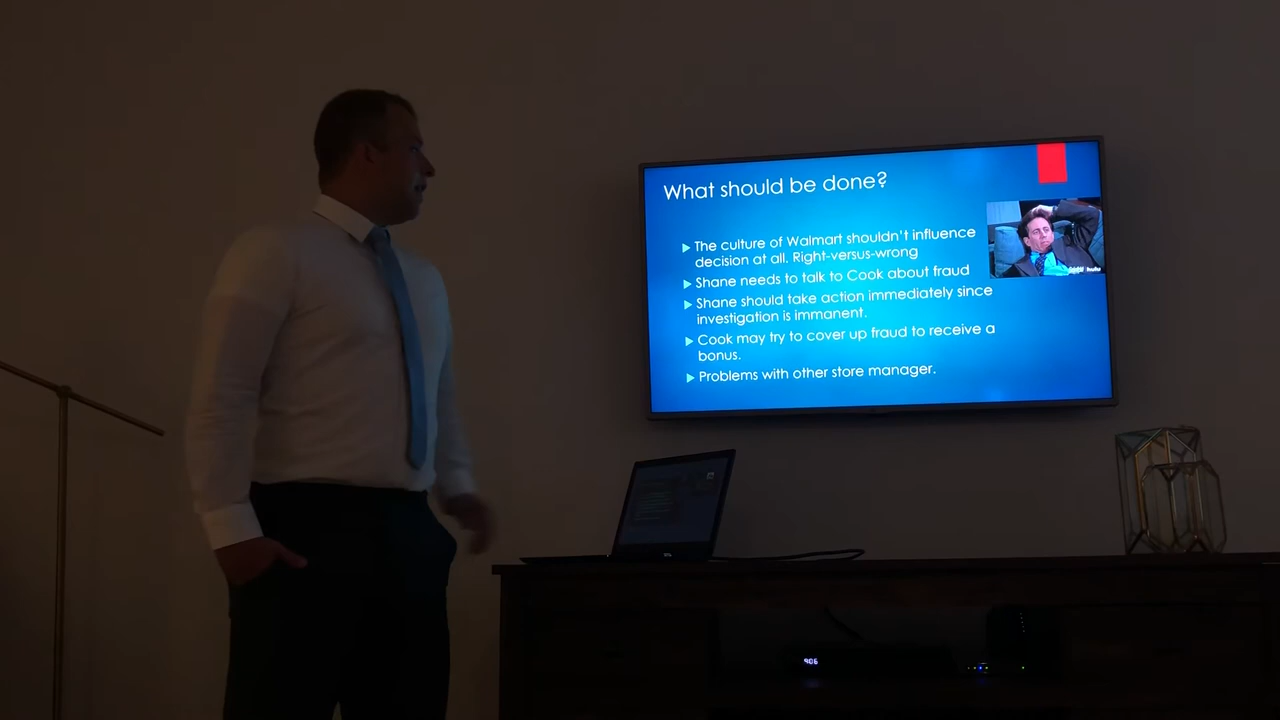 What should be done?
The culture of Walmart shouldn't influence
decision at all. Right-versus-wrong
Shane needs to talk to Cook about fraud
Shane should take action immediately since
investigation is immanent.
Cook may try to cover up fraud to receive a
bonus.
Problems with other store manager.
hulu
906